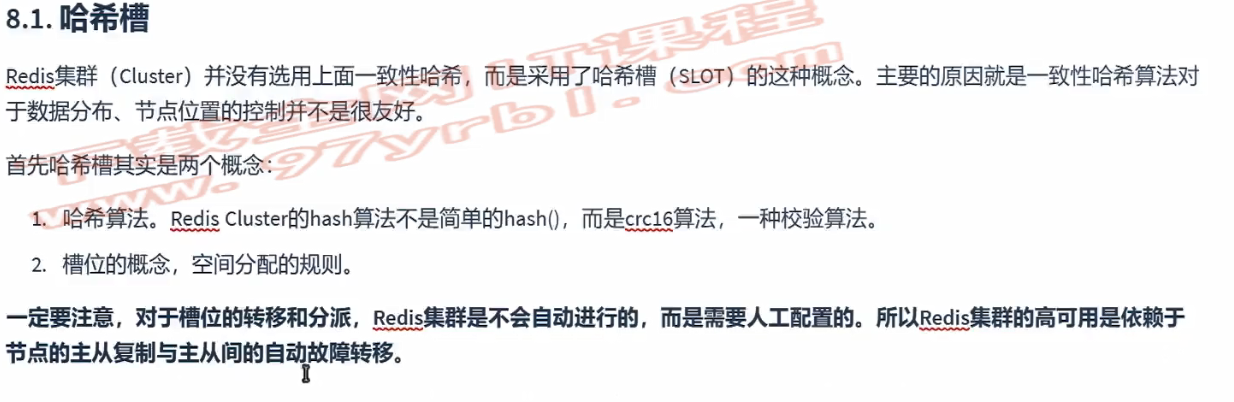 8.1. 哈希槽
Redis集群（Cluster）并没有选用上面一致性哈希，而是采用了哈希槽（SLOT）的这种概念。主要的原因就是一致性哈希算法对
于数据分布、节点位置的控制并不是很友好。
首先哈希槽其实是两个概念：
1. 哈希算法。Redis Cluster的hash算法不是简单的hash()，而是crc16算法，一种校验算法。
2. 槽位的概念，空间分配的规则。
一定要注意，对于槽位的转移和分派，Redis集群是不会自动进行的，而是需要人工配置的。所以Redis集群的高可用是依赖于
节点的主从复制与主从间的自动故障转移。
下载全网IT课程
www.97yrbl.com